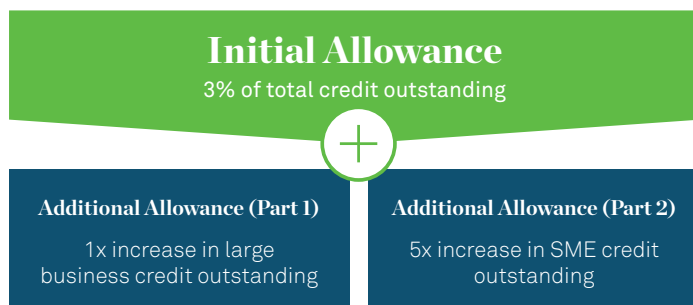 Initial Allowance
3% of total credit outstanding
+
Additional Allowance (Part 1)
1x increase in large
business credit outstanding
Additional Allowance (Part 2)
5x increase in SME credit
outstanding